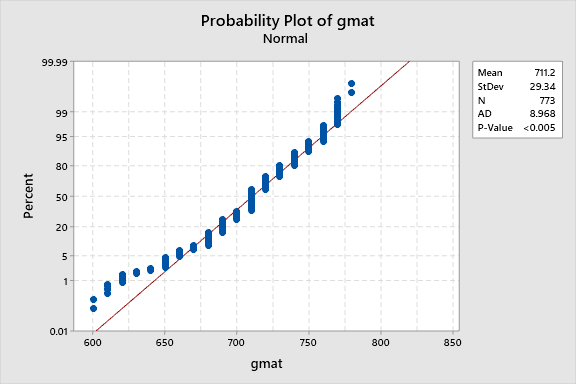 Probability Plot of gmat
Normal
Percent
99.99
99
95
80
50
20
5
1
0.01
600 650 700 750 800 850
gmat
Mean 711.2
StDev 29.34
N 773
AD 8.968
P-Value <0.005